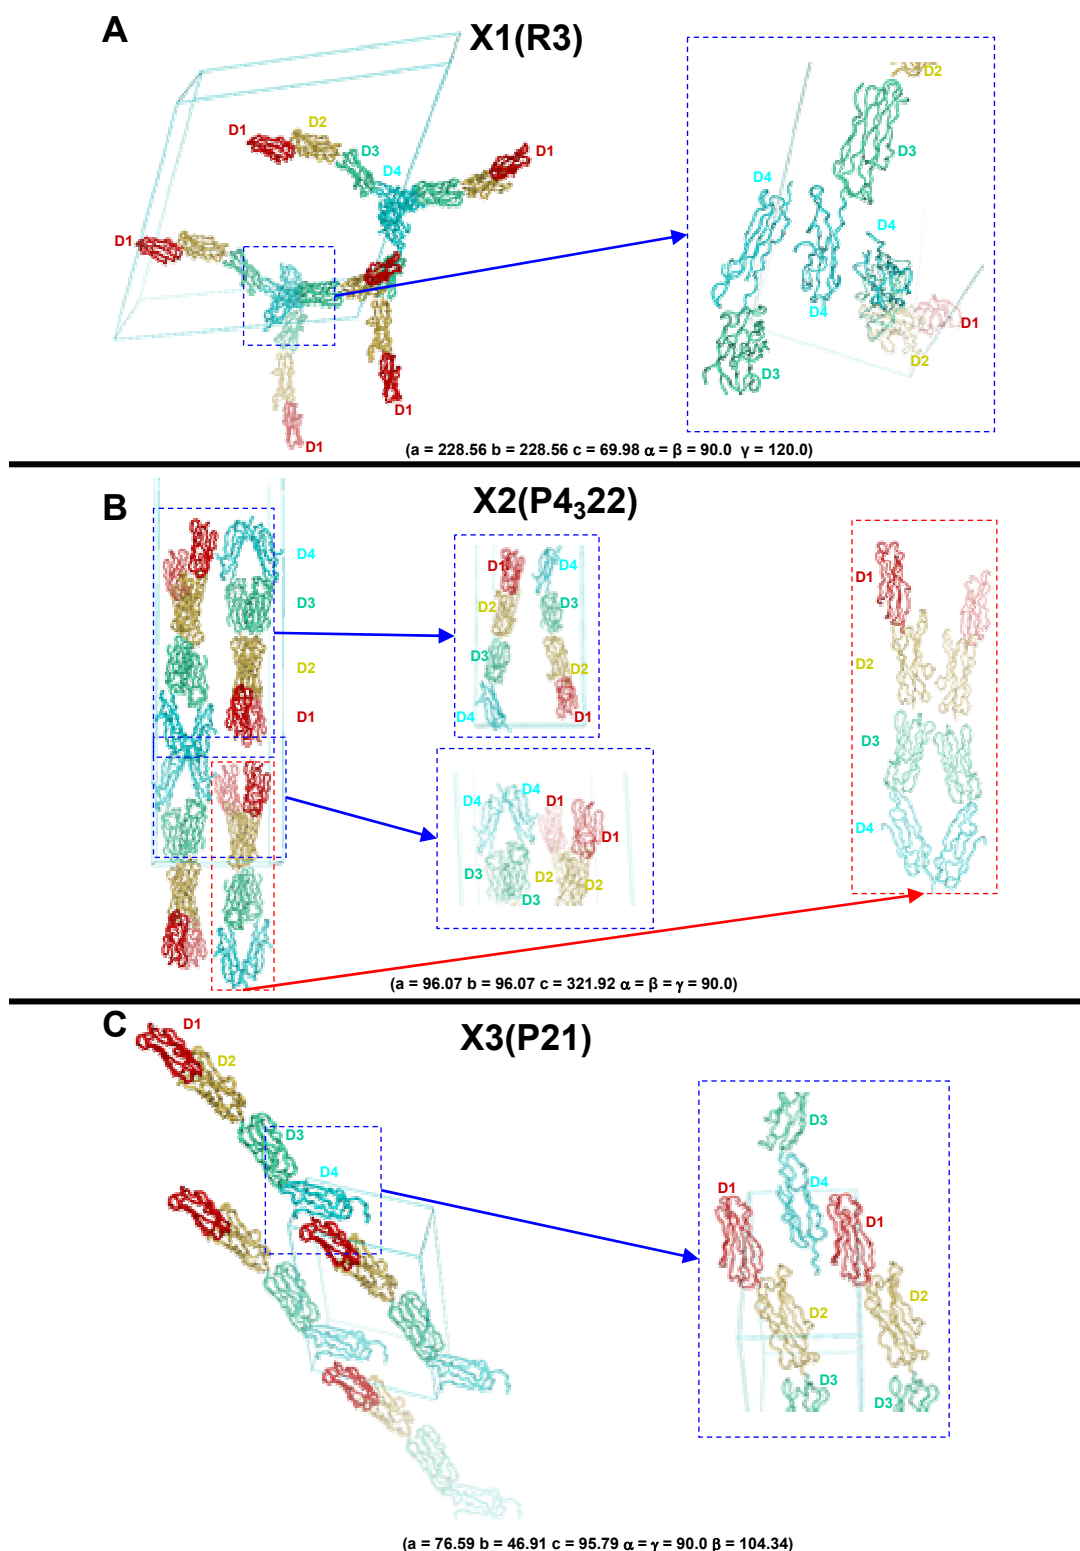 A
X1(R3)
D1
D2
D3
D4
D1
D1
D1
D1
D2
D3
D4
D4
D4
D1
D2
D3
(a = 228.56 b = 228.56 c = 69.98 α = β = 90.0 γ = 120.0)
B
X2(P4₃22)
D4
D3
D2
D1
D1
D4
D2
D3
D3
D2
D4
D1
D4
D4
D1
D1
D3
D2
D2
D3
D1
D2
D3
D4
(a = 96.07 b = 96.07 c = 321.92 α = β = γ = 90.0)
C
X3(P21)
D1
D2
D3
D4
D3
D4
D1
D1
D2
D2
D3
D3
(a = 76.59 b = 46.91 c = 95.79 α = γ = 90.0 β = 104.34)